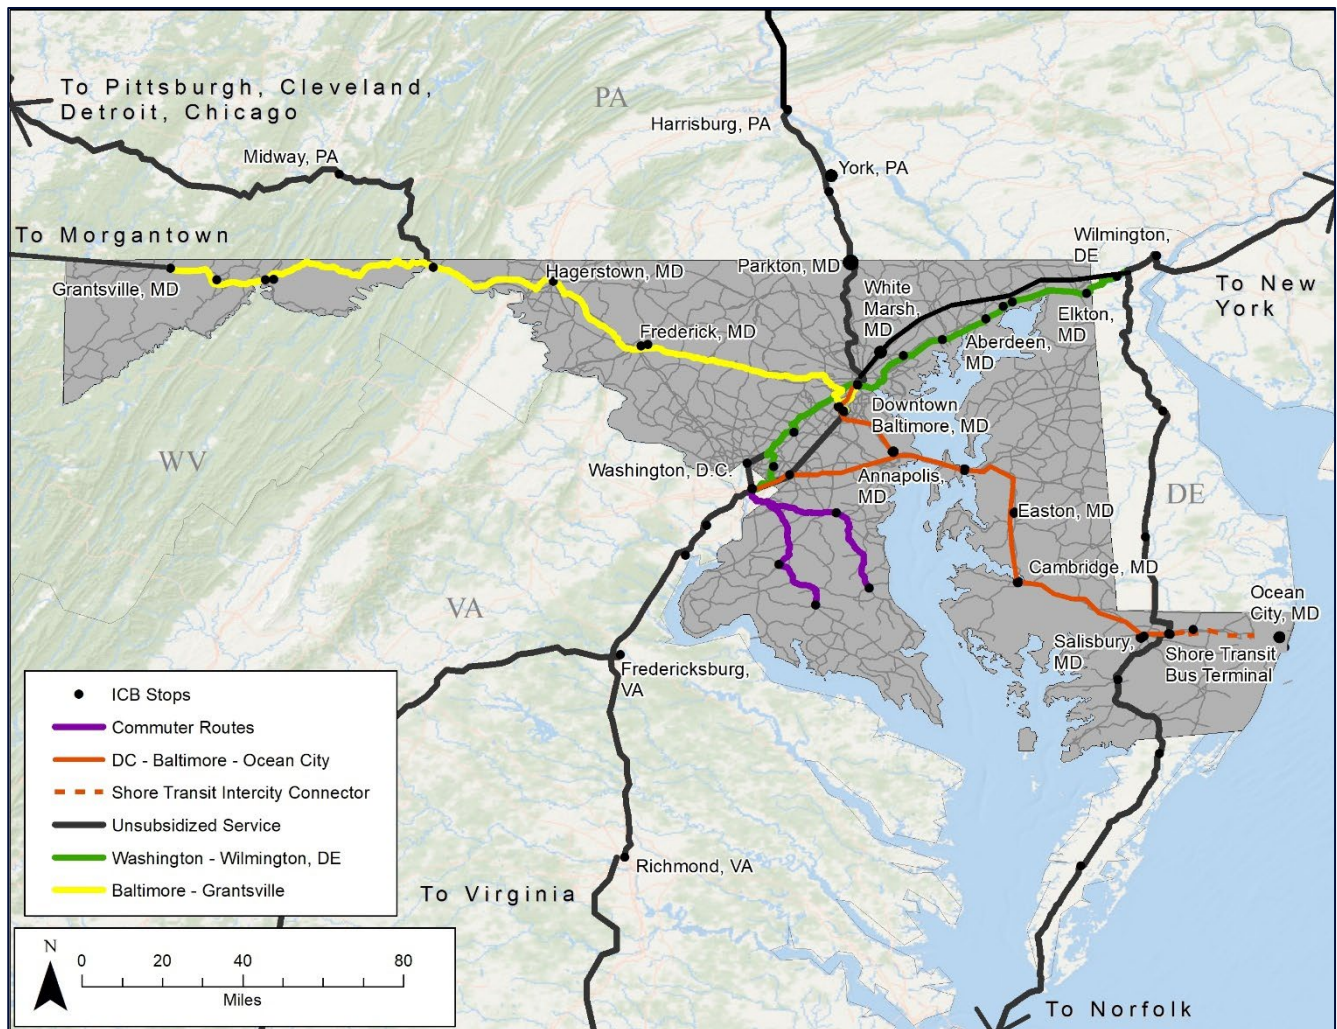 To Pittsburgh, Cleveland,
Detroit, Chicago
PA
Harrisburg, PA
Midway, PA
York, PA
To Morgantown
Wilmington,
DE
Grantsville, MD
Hagerstown, MD
Parkton, MD
White
Marsh,
MD
To New
York
Elkton,
MD
Frederick, MD
Aberdeen,
MD
Downtown
Baltimore, MD
WV
Washington, D.C.
Annapolis,
MD
DE
Easton, MD
Cambridge, MD
VA
Ocean
City, MD
Salisbury,
MD
Shore Transit
Bus Terminal
Fredericksburg,
VA
ICB Stops
Commuter Routes
DC - Baltimore - Ocean City
Shore Transit Intercity Connector
Unsubsidized Service
Washington - Wilmington, DE
Baltimore - Grantsville
Richmond, VA
To Virginia
N
0 20 40 80
Miles
To Norfolk